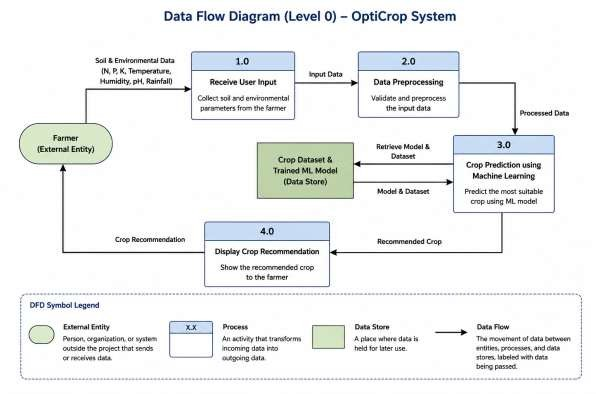 Data Flow Diagram (Level 0) – OptiCrop System
Soil & Environmental Data
(N, P, K, Temperature,
Humidity, pH, Rainfall)
1.0
Receive User Input
Collect soil and environmental
parameters from the farmer
Input Data
2.0
Data Preprocessing
Validate and preprocess
the input data
Processed Data
Farmer
(External Entity)
Crop Dataset &
Trained ML Model
(Data Store)
Retrieve Model &
Dataset
Model & Dataset
3.0
Crop Prediction using
Machine Learning
Predict the most suitable
crop using ML model
Crop Recommendation
4.0
Display Crop Recommendation
Show the recommended crop
to the farmer
Recommended Crop
DFD Symbol Legend
External Entity
Person, organization, or system
outside the project that sends
or receives data.
X.X
Process
An activity that transforms
incoming data into
outgoing data.
Data Store
A place where data is
held for later use.
Data Flow
The movement of data between
entities, processes, and data
stores, labeled with data
being passed.